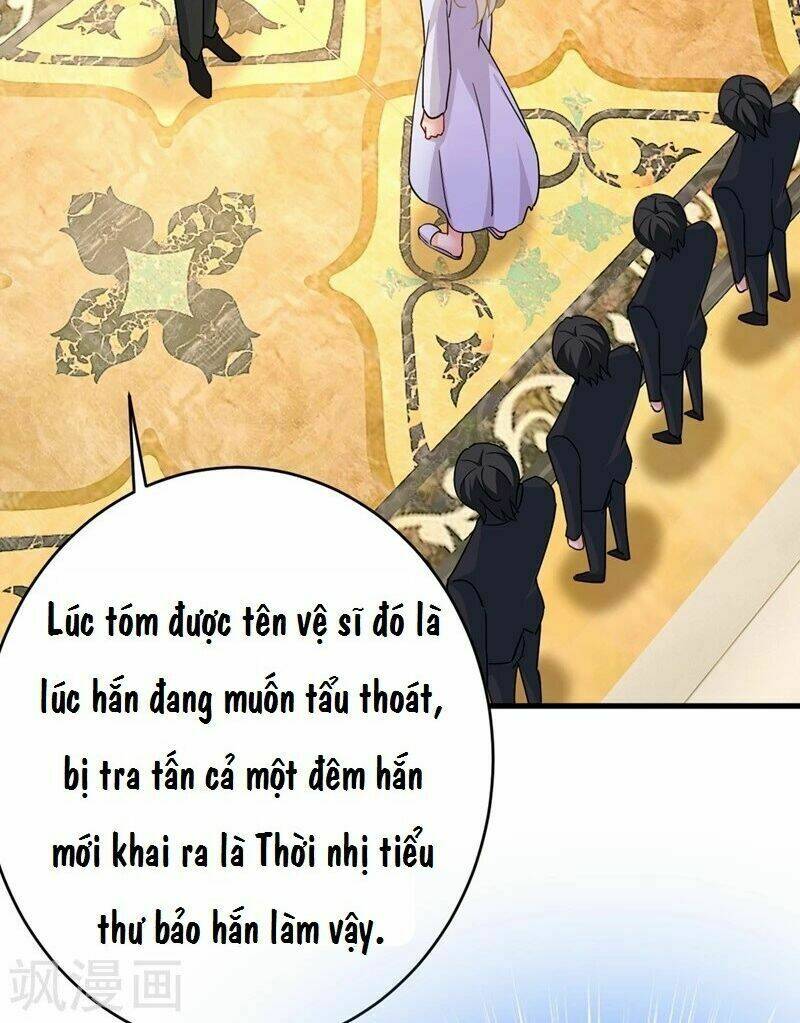 Lúc tóm được tên vệ sĩ đó là
lúc hắn đang muốn tẩu thoát,
bị tra tấn cả một đêm hắn
mới khai ra là Thời nhị tiểu
thư bảo hắn làm vậy.
飒漫画